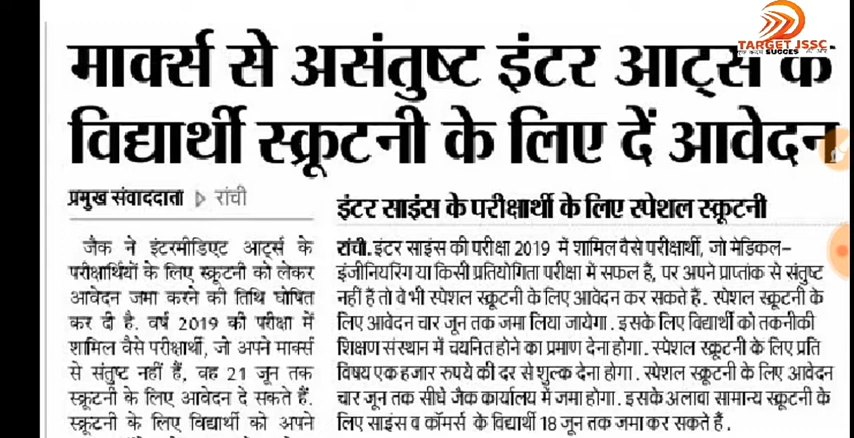 TARGET JSSC
मार्क्स से असंतुष्ट इंटर आर्ट्स के
विद्यार्थी स्क्रूटनी के लिए दें आवेदन
प्रमुख संवाददाता ▷ रांची
जैक ने इंटरमीडिएट आर्ट्स के
परीक्षार्थियों के लिए स्क्रूटनी को लेकर
आवेदन जमा करने की तिथि घोषित
कर दी है. वर्ष 2019 की परीक्षा में
शामिल वैसे परीक्षार्थी, जो अपने मार्क्स
से संतुष्ट नहीं हैं, वह 21 जून तक
स्क्रूटनी के लिए आवेदन दे सकते हैं.
स्क्रूटनी के लिए विद्यार्थी को अपने
इंटर साइंस के परीक्षार्थी के लिए स्पेशल स्क्रूटनी
रांची. इंटर साइंस की परीक्षा 2019 में शामिल वैसे परीक्षार्थी, जो मेडिकल-
इंजीनियरिंग या किसी प्रतियोगिता परीक्षा में सफल हैं, पर अपने प्राप्तांक से संतुष्ट
नहीं हैं तो वे भी स्पेशल स्क्रूटनी के लिए आवेदन कर सकते हैं. स्पेशल स्क्रूटनी के
लिए आवेदन चार जून तक जमा लिया जायेगा. इसके लिए विद्यार्थी को तकनीकी
शिक्षण संस्थान में चयनित होने का प्रमाण देना होगा. स्पेशल स्क्रूटनी के लिए प्रति
विषय एक हजार रुपये की दर से शुल्क देना होगा. स्पेशल स्क्रूटनी के लिए आवेदन
चार जून तक सीधे जैक कार्यालय में जमा होगा. इसके अलावा सामान्य स्क्रूटनी के
लिए साइंस व कॉमर्स के विद्यार्थी 18 जून तक जमा कर सकते हैं.